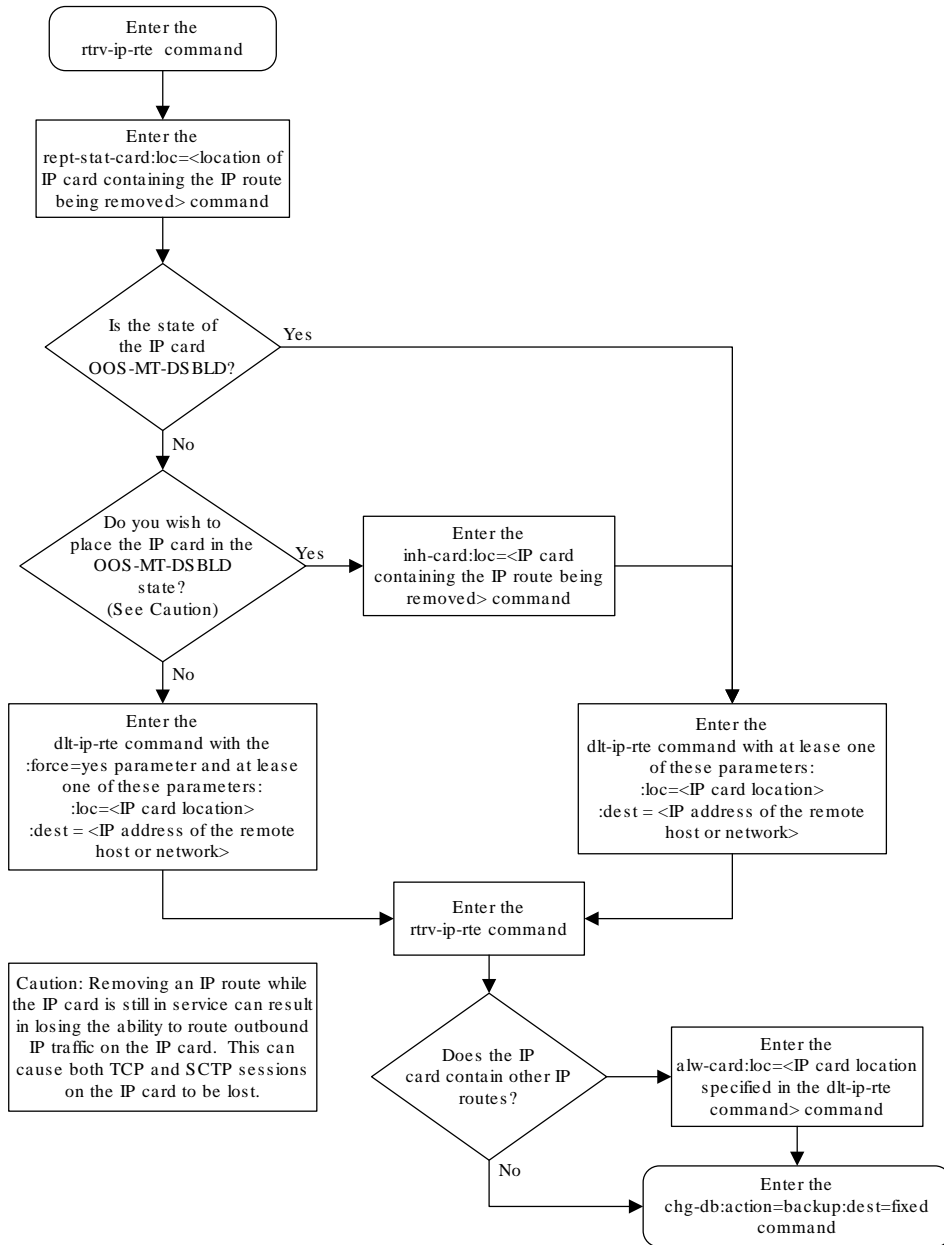 Enter the
rtrv-ip-rte command
Enter the
rept-stat-card:loc=<location of
IP card containing the IP route
being removed> command
Is the state of
the IP card
OOS-MT-DSBLD?
Yes
No
Do you wish to
place the IP card in the
OOS-MT-DSBLD
state?
(See Caution)
Yes
Enter the
inh-card:loc=<IP card
containing the IP route being
removed> command
No
Enter the
dlt-ip-rte command with the
:force=yes parameter and at lease
one of these parameters:
:loc=<IP card location>
:dest = <IP address of the remote
host or network>
Enter the
dlt-ip-rte command with at lease one
of these parameters:
:loc=<IP card location>
:dest = <IP address of the remote
host or network>
Enter the
rtrv-ip-rte command
Caution: Removing an IP route while
the IP card is still in service can result
in losing the ability to route outbound
IP traffic on the IP card. This can
cause both TCP and SCTP sessions
on the IP card to be lost.
Does the IP
card contain other IP
routes?
Enter the
alw-card:loc=<IP card location
specified in the dlt-ip-rte
command> command
No
Enter the
chg-db:action=backup:dest=fixed
command